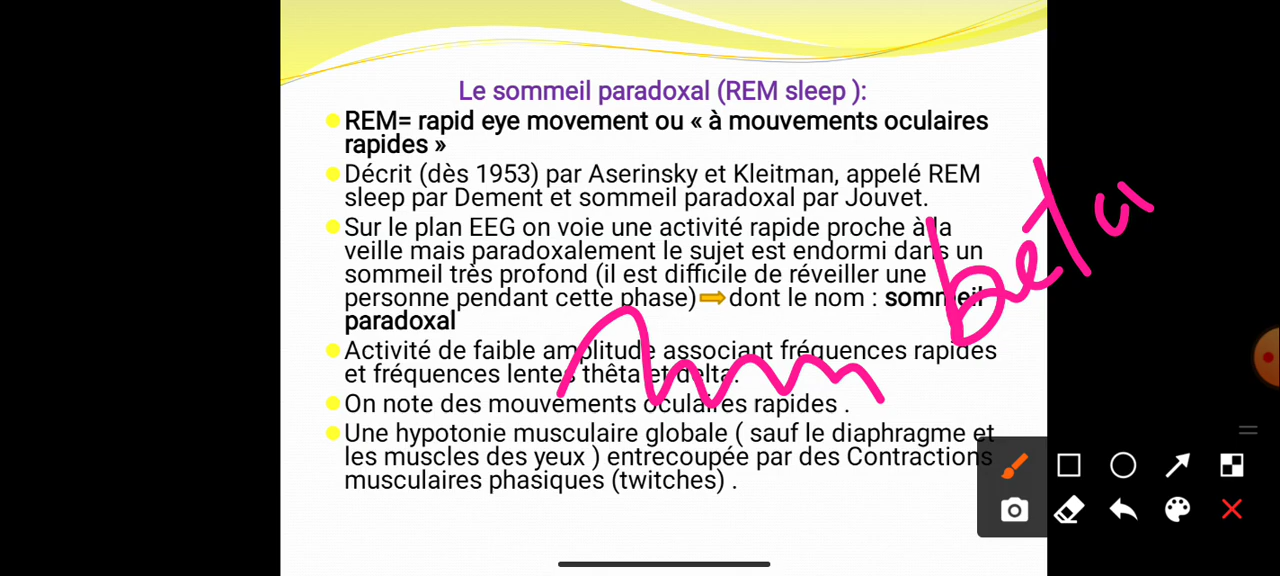 Le sommeil paradoxal (REM sleep ):
REM= rapid eye movement ou « à mouvements oculaires
rapides »
Décrit (dès 1953) par Aserinsky et Kleitman, appelé REM
sleep par Dement et sommeil paradoxal par Jouvet.
Sur le plan EEG on voie une activité rapide proche à la
veille mais paradoxalement le sujet est endormi dans un
sommeil très profond (il est difficile de réveiller une
personne pendant cette phase) ➡ dont le nom : sommeil
paradoxal
Activité de faible amplitude associant fréquences rapides
et fréquences lentes thêta et delta.
On note des mouvements oculaires rapides .
Une hypotonie musculaire globale ( sauf le diaphragme et
les muscles des yeux ) entrecoupée par des Contractions
musculaires phasiques (twitches) .
béta